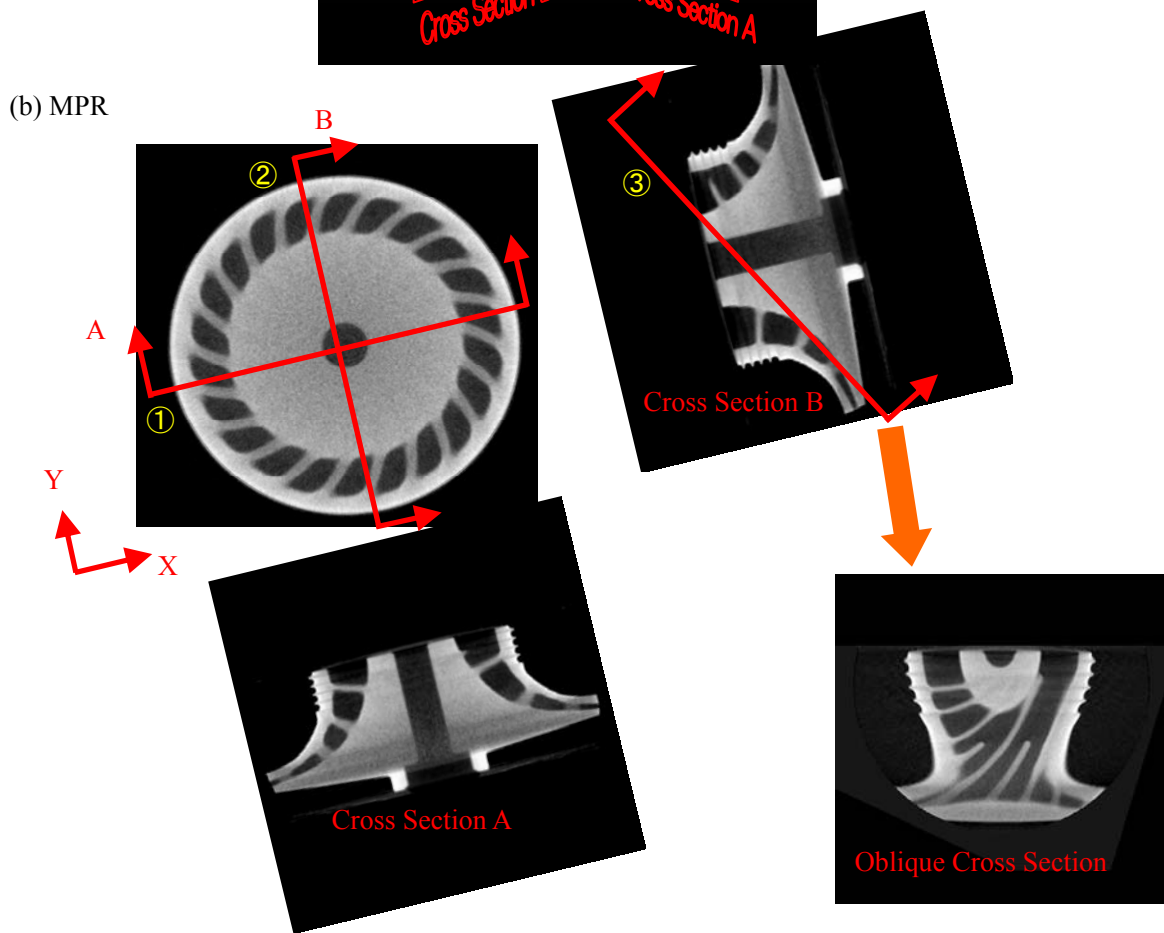 Cross Section A
(b) MPR
B
②
③
A
①
Cross Section B
Y
X
Cross Section A
Oblique Cross Section